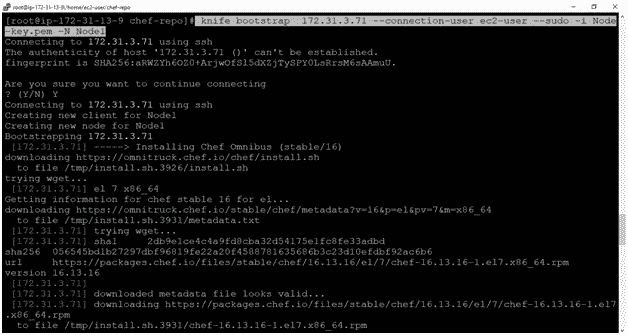 root@ip-172-31-13-9:/home/ec2-user/chef-repo
[root@ip-172-31-13-9 chef-repo]# knife bootstrap 172.31.3.71 --connection-user ec2-user --sudo -i Node
-key.pem -N Node1
Connecting to 172.31.3.71 using ssh
The authenticity of host '172.31.3.71 ()' can't be established.
fingerprint is
Are you sure you want to continue connecting
? (Y/N) Y
Connecting to 172.31.3.71 using ssh
Creating new client for Node1
Creating new node for Node1
Bootstrapping 172.31.3.71
[172.31.3.71] -----> Installing Chef Omnibus (stable/16)
downloading https://omnitruck.chef.io/chef/install.sh
to file /tmp/install.sh.3926/install.sh
trying wget...
[172.31.3.71] el 7 x86_64
Getting information for chef stable 16 for el...
downloading https://omnitruck.chef.io/stable/chef/metadata?v=16&p=el&pv=7&m=x86_64
to file /tmp/install.sh.3931/metadata.txt
[172.31.3.71] trying wget...
[172.31.3.71] sha1
sha256
url https://packages.chef.io/files/stable/chef/16.13.16/el/7/chef-16.13.16-1.el7.x86_64.rpm
version 16.13.16
[172.31.3.71]
[172.31.3.71] downloaded metadata file looks valid...
[172.31.3.71] downloading https://packages.chef.io/files/stable/chef/16.13.16/el/7/chef-16.13.16-1.el7
.x86_64.rpm
to file /tmp/install.sh.3931/chef-16.13.16-1.el7.x86_64.rpm